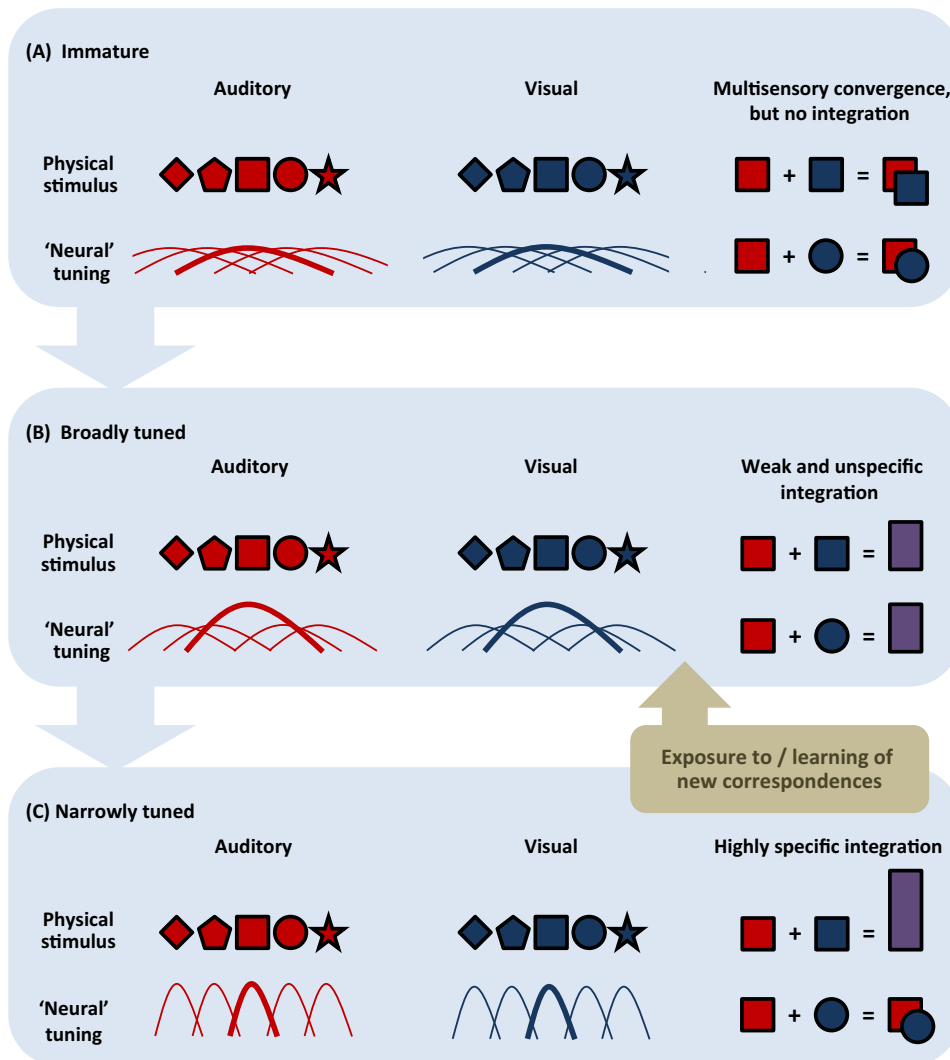 (A) Immature
Auditory
Visual
Multisensory convergence,
but no integration
Physical
stimulus
+ =
‘Neural’
tuning
+ =
(B) Broadly tuned
Auditory
Visual
Weak and unspecific
integration
Physical
stimulus
+ =
‘Neural’
tuning
+ =
Exposure to / learning of
new correspondences
(C) Narrowly tuned
Auditory
Visual
Highly specific integration
Physical
stimulus
+ =
‘Neural’
tuning
+ =